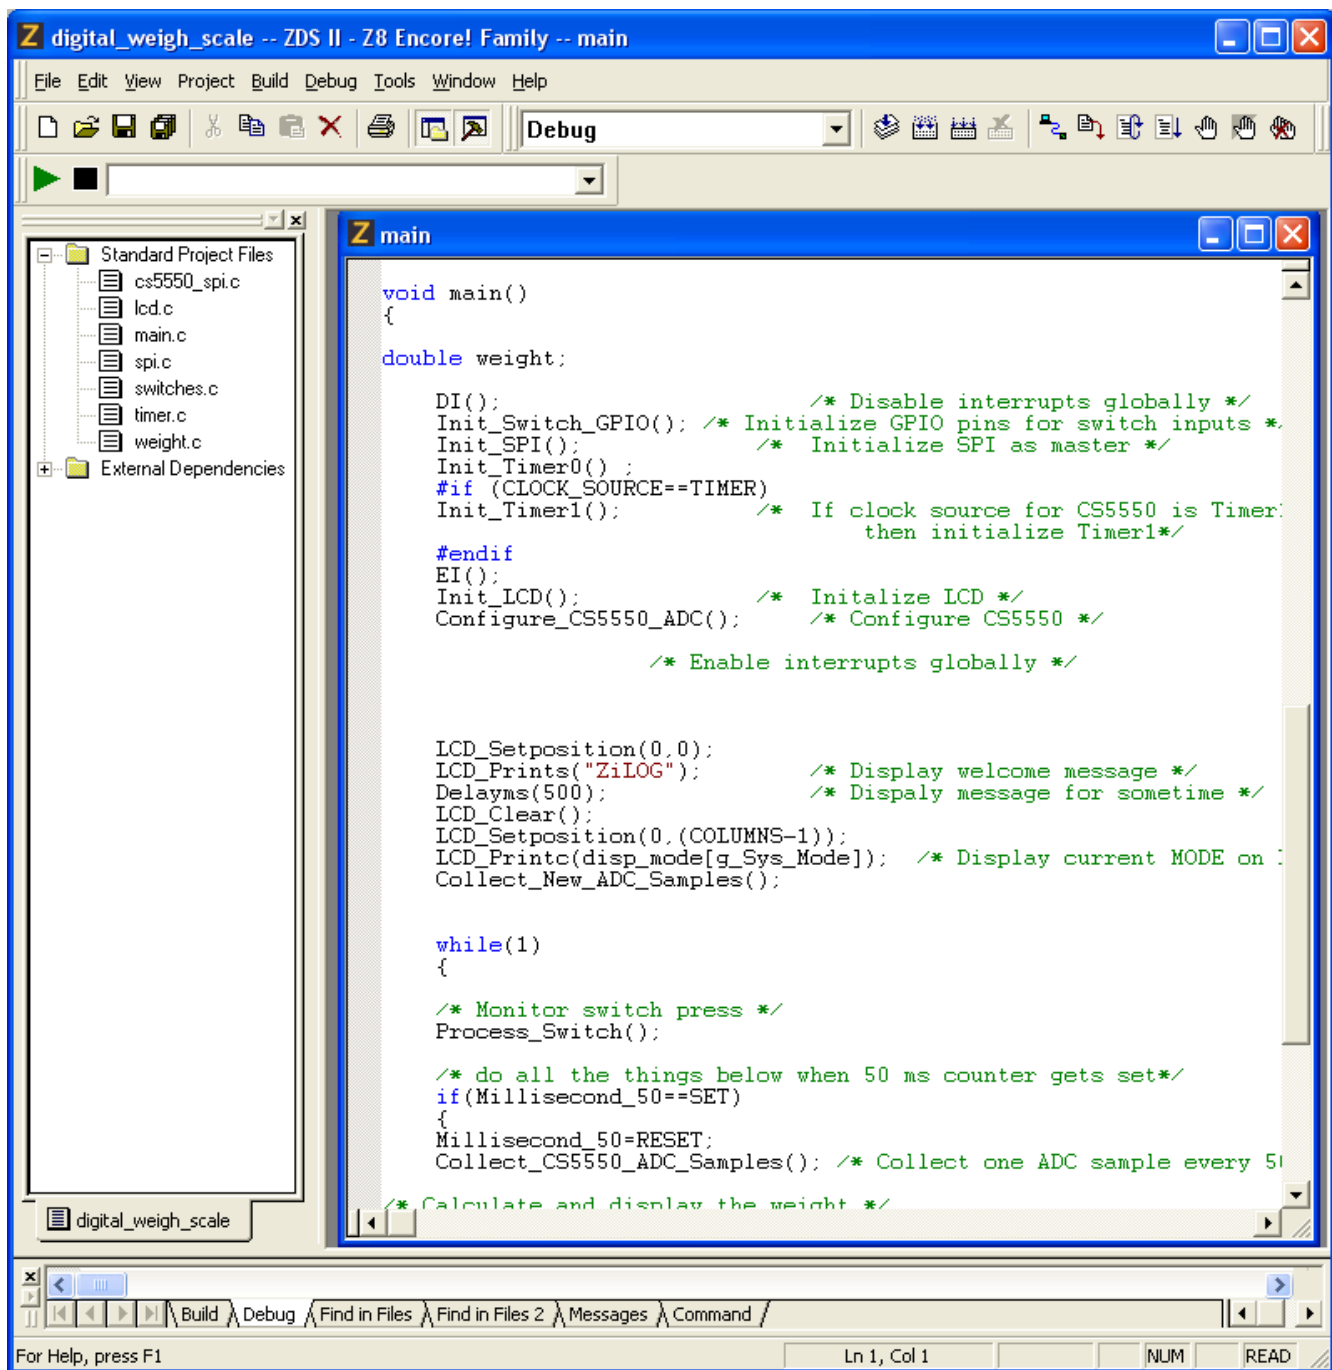 digital_weigh_scale -- ZDS II - Z8 Encore! Family -- main
File Edit View Project Build Debug Tools Window Help
Debug
Standard Project Files
cs5550_spi.c
lcd.c
main.c
spi.c
switches.c
timer.c
weight.c
External Dependencies
digital_weigh_scale
main
void main()
{
double weight;
DI(); /* Disable interrupts globally */
Init_Switch_GPIO(); /* Initialize GPIO pins for switch inputs *
Init_SPI(); /* Initialize SPI as master */
Init_Timer0() ;
#if (CLOCK_SOURCE==TIMER)
Init_Timer1(); /* If clock source for CS5550 is Timer
then initialize Timer1*/
#endif
EI();
Init_LCD(); /* Initalize LCD */
Configure_CS5550_ADC(); /* Configure CS5550 */
/* Enable interrupts globally */
LCD_Setposition(0,0);
LCD_Prints("ZiLOG"); /* Display welcome message */
Delayms(500); /* Dispaly message for sometime */
LCD_Clear();
LCD_Setposition(0,(COLUMNS-1));
LCD_Printc(disp_mode[g_Sys_Mode]); /* Display current MODE on
Collect_New_ADC_Samples();
while(1)
{
/* Monitor switch press */
Process_Switch();
/* do all the things below when 50 ms counter gets set*/
if(Millisecond_50==SET)
{
Millisecond_50=RESET;
Collect_CS5550_ADC_Samples(); /* Collect one ADC sample every 5
/* Calculate and display the weight */
Build Debug Find in Files Find in Files 2 Messages Command
For Help, press F1 Ln 1, Col 1 NUM READ